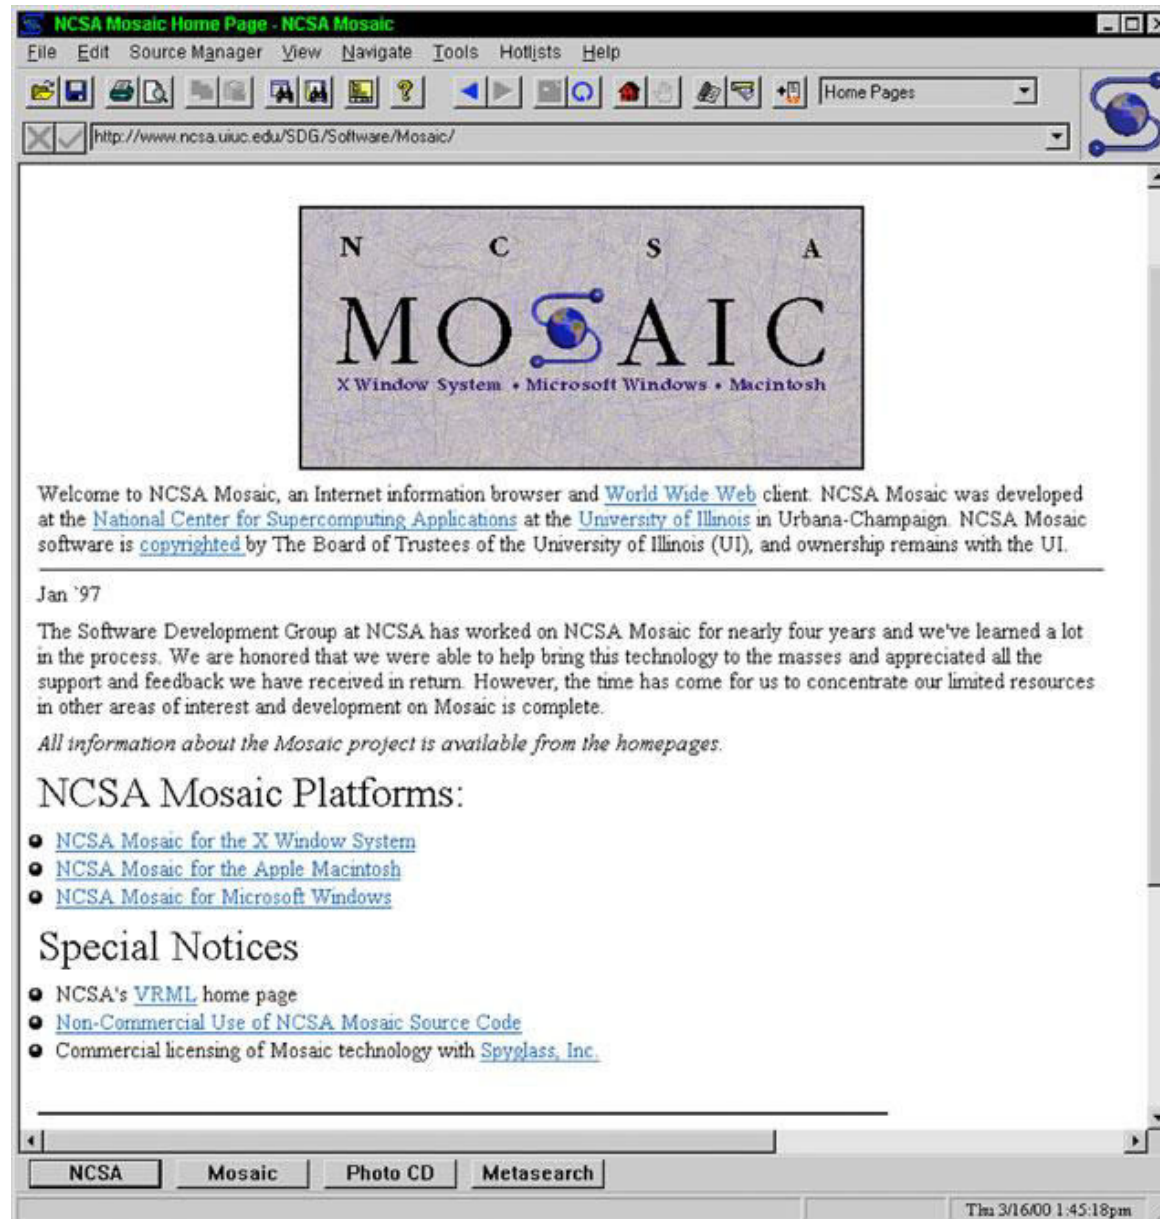 NCSA Mosaic Home Page - NCSA Mosaic
File Edit Source Manager View Navigate Tools Hotlists Help
Home Pages
http://www.ncsa.uiuc.edu/SDG/Software/Mosaic/
N C S A
MOSAIC
X Window System • Microsoft Windows • Macintosh
Welcome to NCSA Mosaic, an Internet information browser and World Wide Web client. NCSA Mosaic was developed
at the National Center for Supercomputing Applications at the University of Illinois in Urbana-Champaign. NCSA Mosaic
software is copyrighted by The Board of Trustees of the University of Illinois (UI), and ownership remains with the UI.
Jan `97
The Software Development Group at NCSA has worked on NCSA Mosaic for nearly four years and we've learned a lot
in the process. We are honored that we were able to help bring this technology to the masses and appreciated all the
support and feedback we have received in return. However, the time has come for us to concentrate our limited resources
in other areas of interest and development on Mosaic is complete.
All information about the Mosaic project is available from the homepages.
NCSA Mosaic Platforms:
NCSA Mosaic for the X Window System
NCSA Mosaic for the Apple Macintosh
NCSA Mosaic for Microsoft Windows
Special Notices
NCSA's VRML home page
Non-Commercial Use of NCSA Mosaic Source Code
Commercial licensing of Mosaic technology with Spyglass, Inc.
NCSA Mosaic Photo CD Metasearch
Thu 3/16/00 1:45:18pm